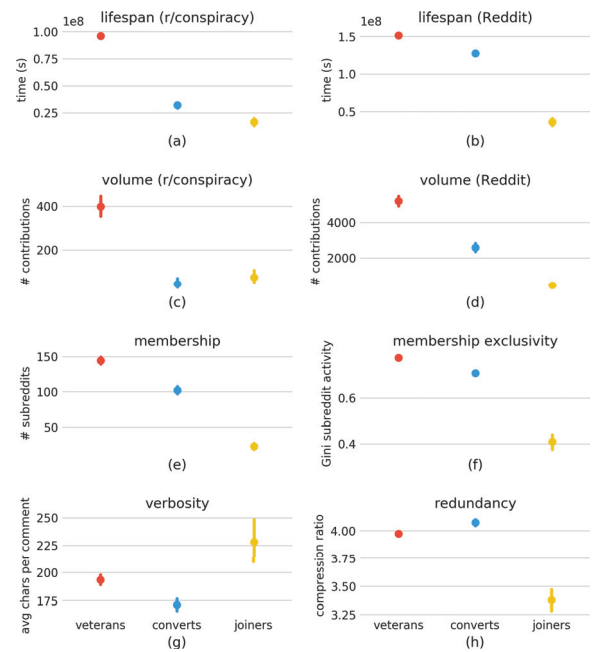 lifespan (r/conspiracy)
1e8
time (s)
1.00
0.75
0.50
0.25
(a)
lifespan (Reddit)
1e8
time (s)
1.5
1.0
0.5
(b)
volume (r/conspiracy)
# contributions
400
200
(c)
volume (Reddit)
# contributions
4000
2000
(d)
membership
# subreddits
150
100
50
(e)
membership exclusivity
Gini subreddit activity
0.6
0.4
(f)
verbosity
avg chars per comment
250
225
200
175
veterans converts joiners
(g)
redundancy
compression ratio
4.00
3.75
3.50
3.25
veterans converts joiners
(h)